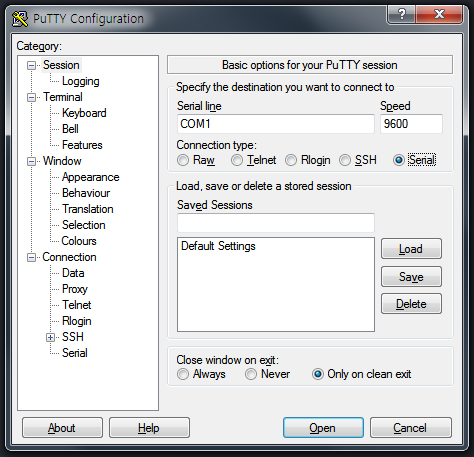 PuTTY Configuration
Category:
Session
Logging
Terminal
Keyboard
Bell
Features
Window
Appearance
Behaviour
Translation
Selection
Colours
Connection
Data
Proxy
Telnet
Rlogin
SSH
Serial
Basic options for your PuTTY session
Specify the destination you want to connect to
Serial line Speed
COM1 9600
Connection type:
Raw Telnet Rlogin SSH Serial
Load, save or delete a stored session
Saved Sessions
Default Settings
Load
Save
Delete
Close window on exit:
Always Never Only on clean exit
About Help Open Cancel